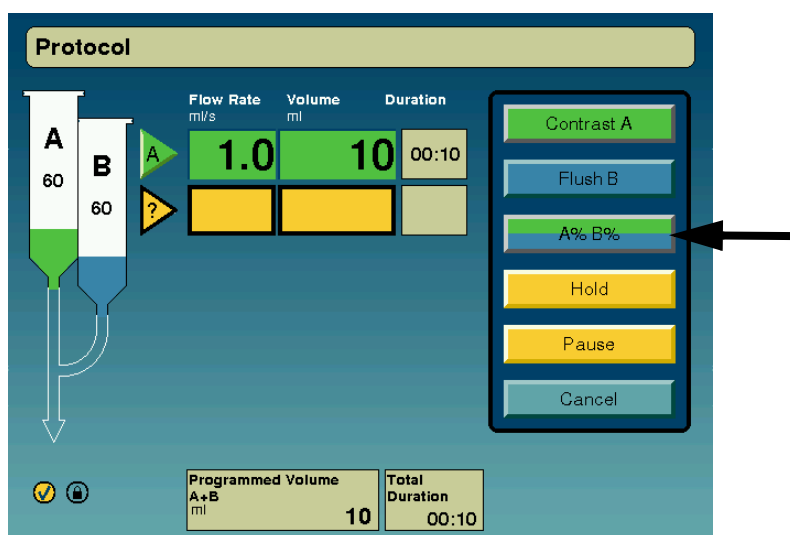 Protocol
Flow Rate Volume Duration
ml/s ml
A
60
B
60
A 1.0 10 00:10
?
Contrast A
Flush B
A% B%
Hold
Pause
Cancel
Programmed Volume
A+B
ml
10
Total
Duration
00:10